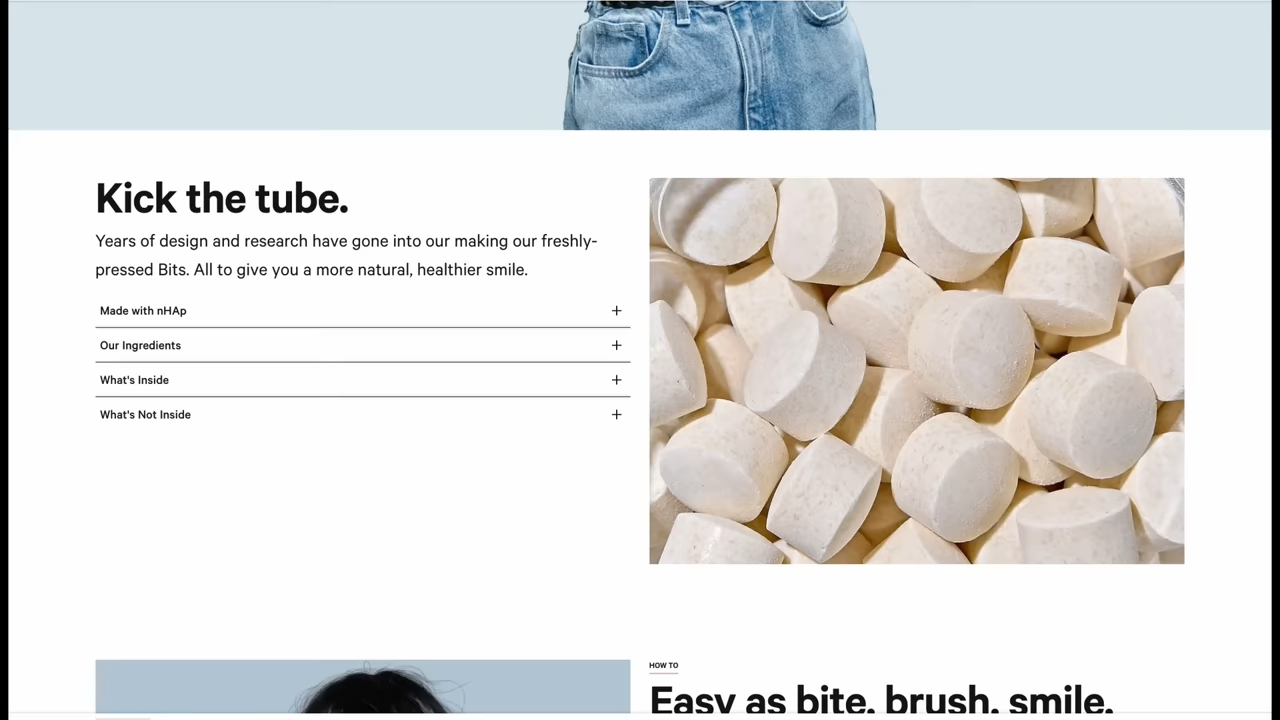 Kick the tube.
Years of design and research have gone into our making our freshly-
pressed Bits. All to give you a more natural, healthier smile.
Made with nHAp
Our Ingredients
What's Inside
What's Not Inside
HOW TO
Easy as bite, brush, smile.